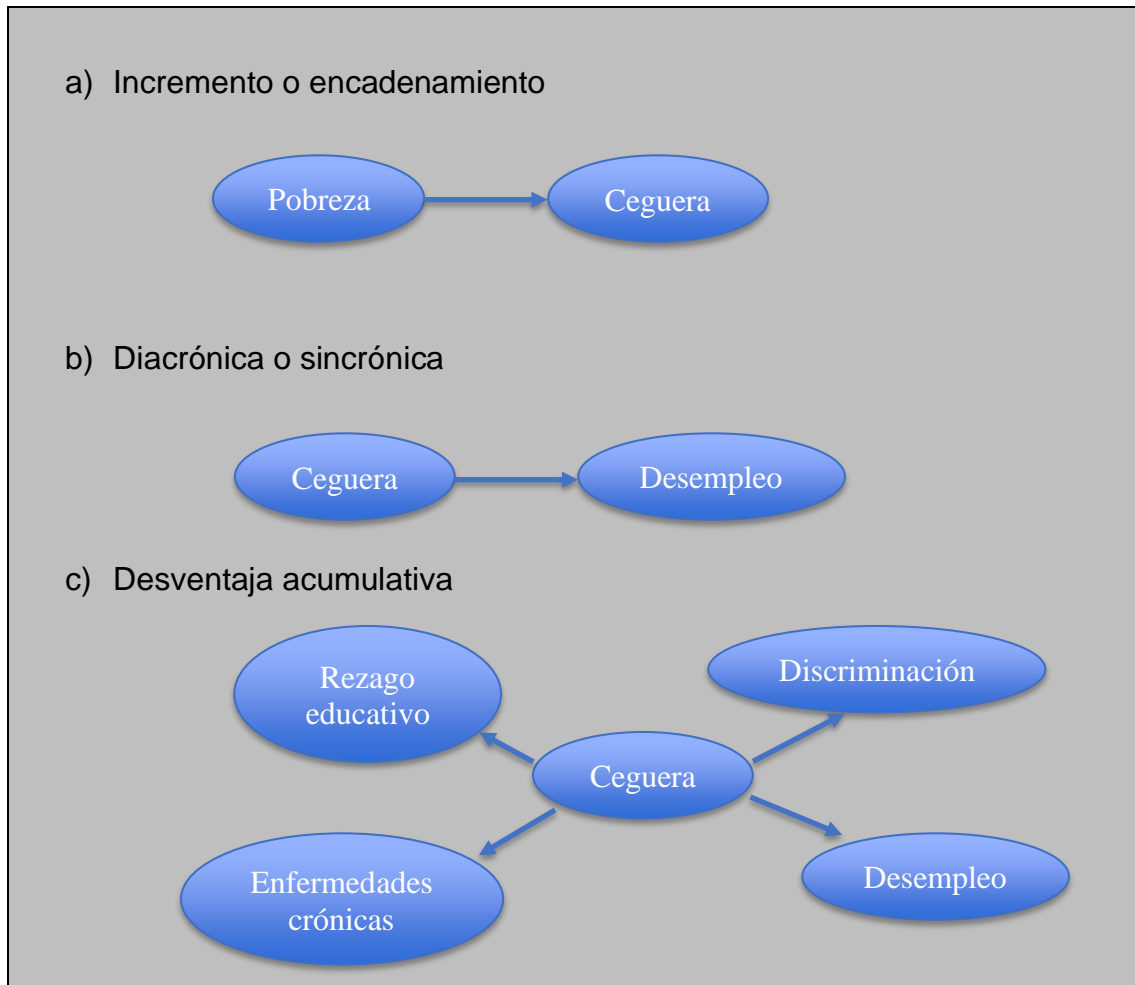 a) Incremento o encadenamiento
Pobreza
Ceguera
b) Diacrónica o sincrónica
Ceguera
Desempleo
c) Desventaja acumulativa
Rezago
educativo
Discriminación
Ceguera
Enfermedades
crónicas
Desempleo